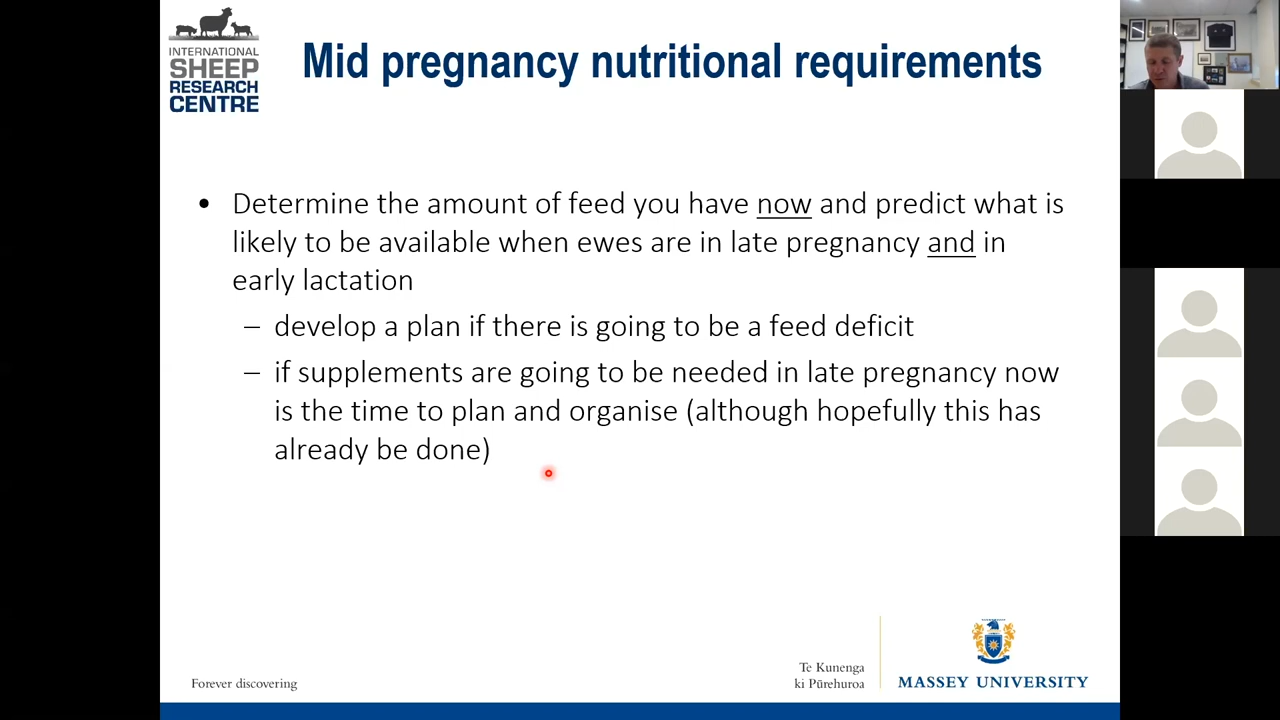 INTERNATIONAL
SHEEP
RESEARCH
CENTRE
Mid pregnancy nutritional requirements
• Determine the amount of feed you have now and predict what is
likely to be available when ewes are in late pregnancy and in
early lactation
– develop a plan if there is going to be a feed deficit
– if supplements are going to be needed in late pregnancy now
is the time to plan and organise (although hopefully this has
already be done)
Forever discovering
Te Kunenga
ki Pūrehuroa
MASSEY UNIVERSITY